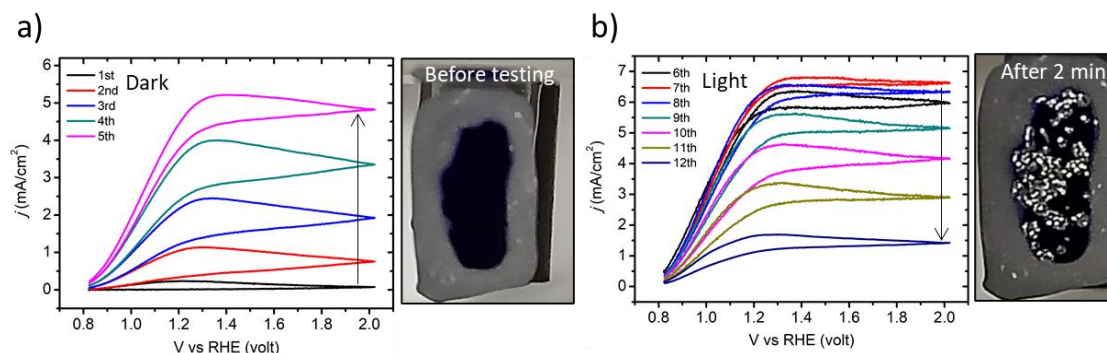 a)
6
5
4
3
2
1
0
j (mA/cm²)
1st
2nd
3rd
4th
5th
Dark
0.8 1.0 1.2 1.4 1.6 1.8 2.0
V vs RHE (volt)
Before testing
b)
7
6
5
4
3
2
1
0
j (mA/cm²)
6th
7th
8th
9th
10th
11th
12th
Light
0.8 1.0 1.2 1.4 1.6 1.8 2.0
V vs RHE (volt)
After 2 min